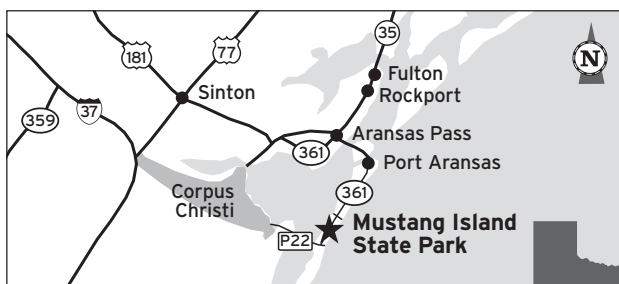 35
77
181
N
Fulton
Rockport
Sinton
37
359
Aransas Pass
361
Port Aransas
361
Corpus
Christi
Mustang Island
State Park
P22